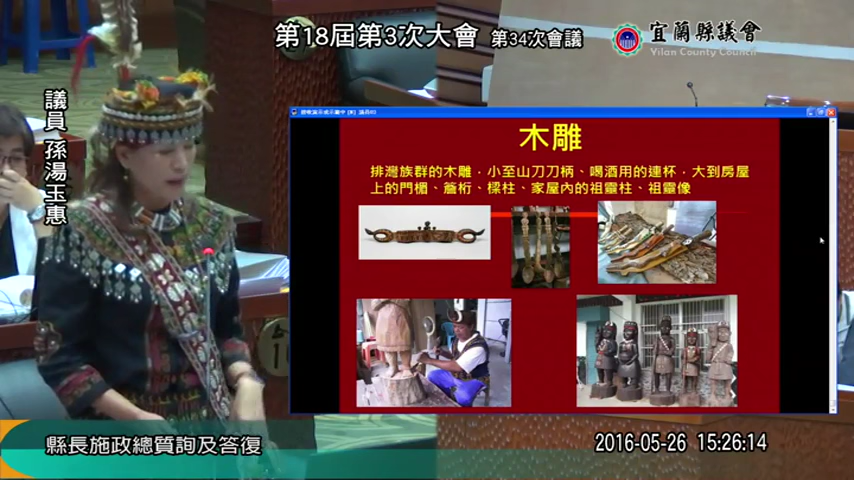 第18屆第3次大會 第34次會議
宜蘭縣議會
Yilan County Council
議員 孫湯玉惠
木雕
排灣族群的木雕，小至山刀刀柄、喝酒用的連杯，大到房屋
上的門楣、簷桁、樑柱、家屋內的祖靈柱、祖靈像
縣長施政總質詢及答復
2016-05-26 15:26:14